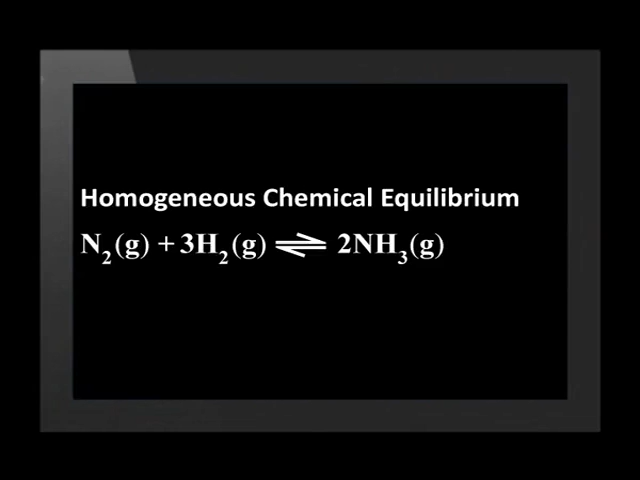 Homogeneous Chemical Equilibrium
N₂(g) + 3H₂(g) ⇌ 2NH₃(g)